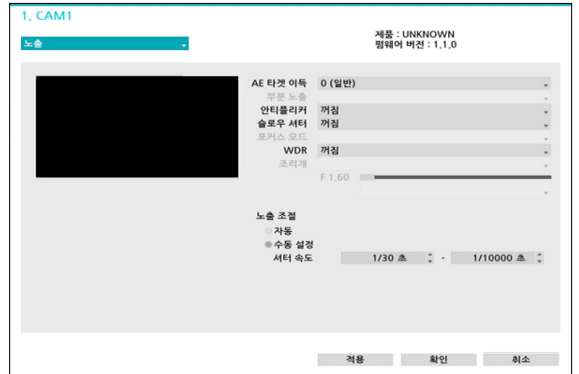 1. CAM1
노출
제품 : UNKNOWN
펌웨어 버전 : 1.1.0
AE 타겟 이득 0 (일반)
부분 노출
안티플리커 꺼짐
슬로우 셔터 꺼짐
포커스 모드
WDR 꺼짐
조리개
F 1.60
노출 조절
자동
수동 설정
셔터 속도 1/30 초 - 1/10000 초
적용 확인 취소